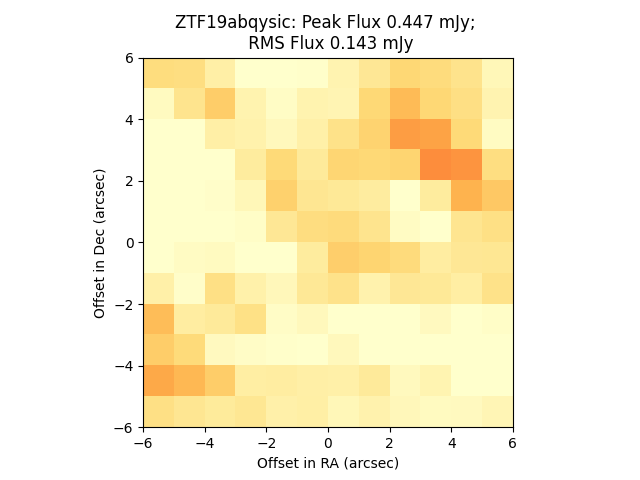 ZTF19abqysic: Peak Flux 0.447 mJy;
RMS Flux 0.143 mJy
6
4
2
0
−2
−4
−6
Offset in Dec (arcsec)
−6 −4 −2 0 2 4 6
Offset in RA (arcsec)